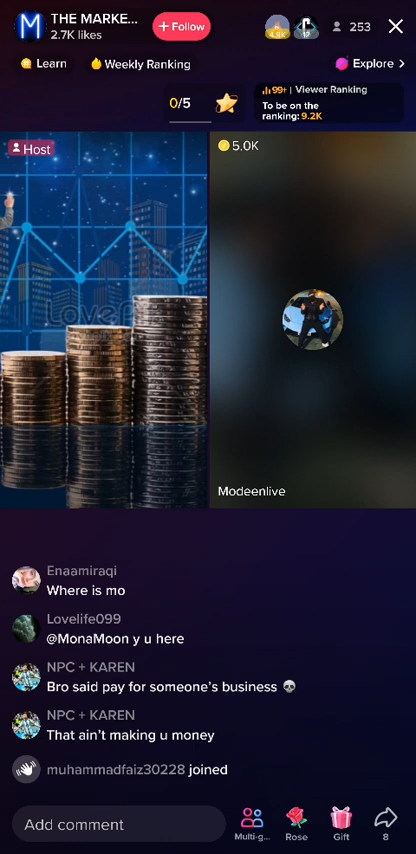 M
THE MARKE...
2.7K likes
+ Follow
4.9K
12
253
Learn
Weekly Ranking
Explore
0/5
99+ | Viewer Ranking
To be on the
ranking: 9.2K
Host
5.0K
Modeenlive
Enaamiraqi
Where is mo
Lovelife099
@MonaMoon y u here
NPC + KAREN
Bro said pay for someone's business 💀
NPC + KAREN
That ain't making u money
muhammadfaiz30228 joined
Add comment
Multi-g...
Rose
Gift
8